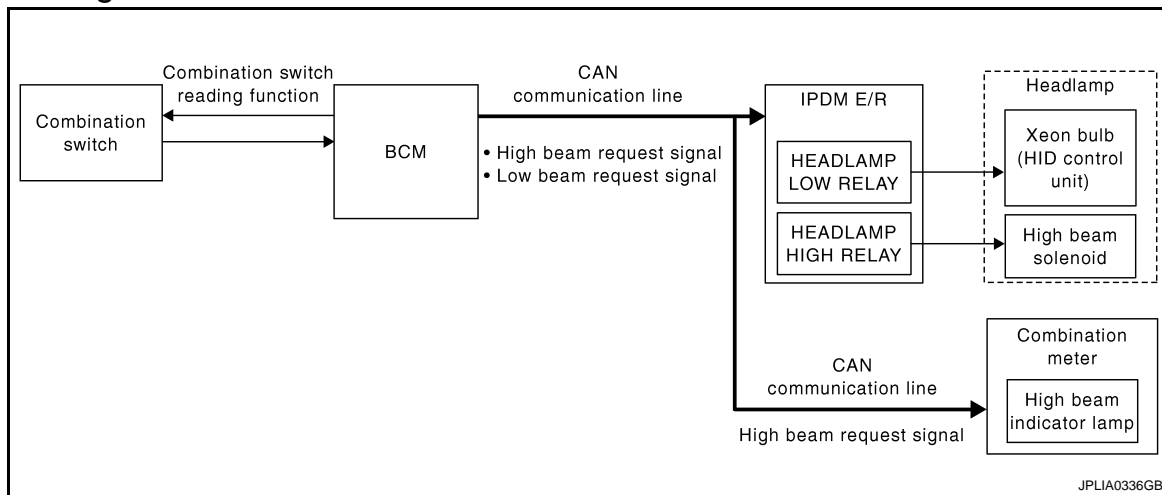 Combination switch
reading function
Combination
switch
BCM
CAN
communication line
• High beam request signal
• Low beam request signal
IPDM E/R
HEADLAMP
LOW RELAY
HEADLAMP
HIGH RELAY
Headlamp
Xeon bulb
(HID control
unit)
High beam
solenoid
CAN
communication line
High beam request signal
Combination
meter
High beam
indicator lamp
JPLIA0336GB